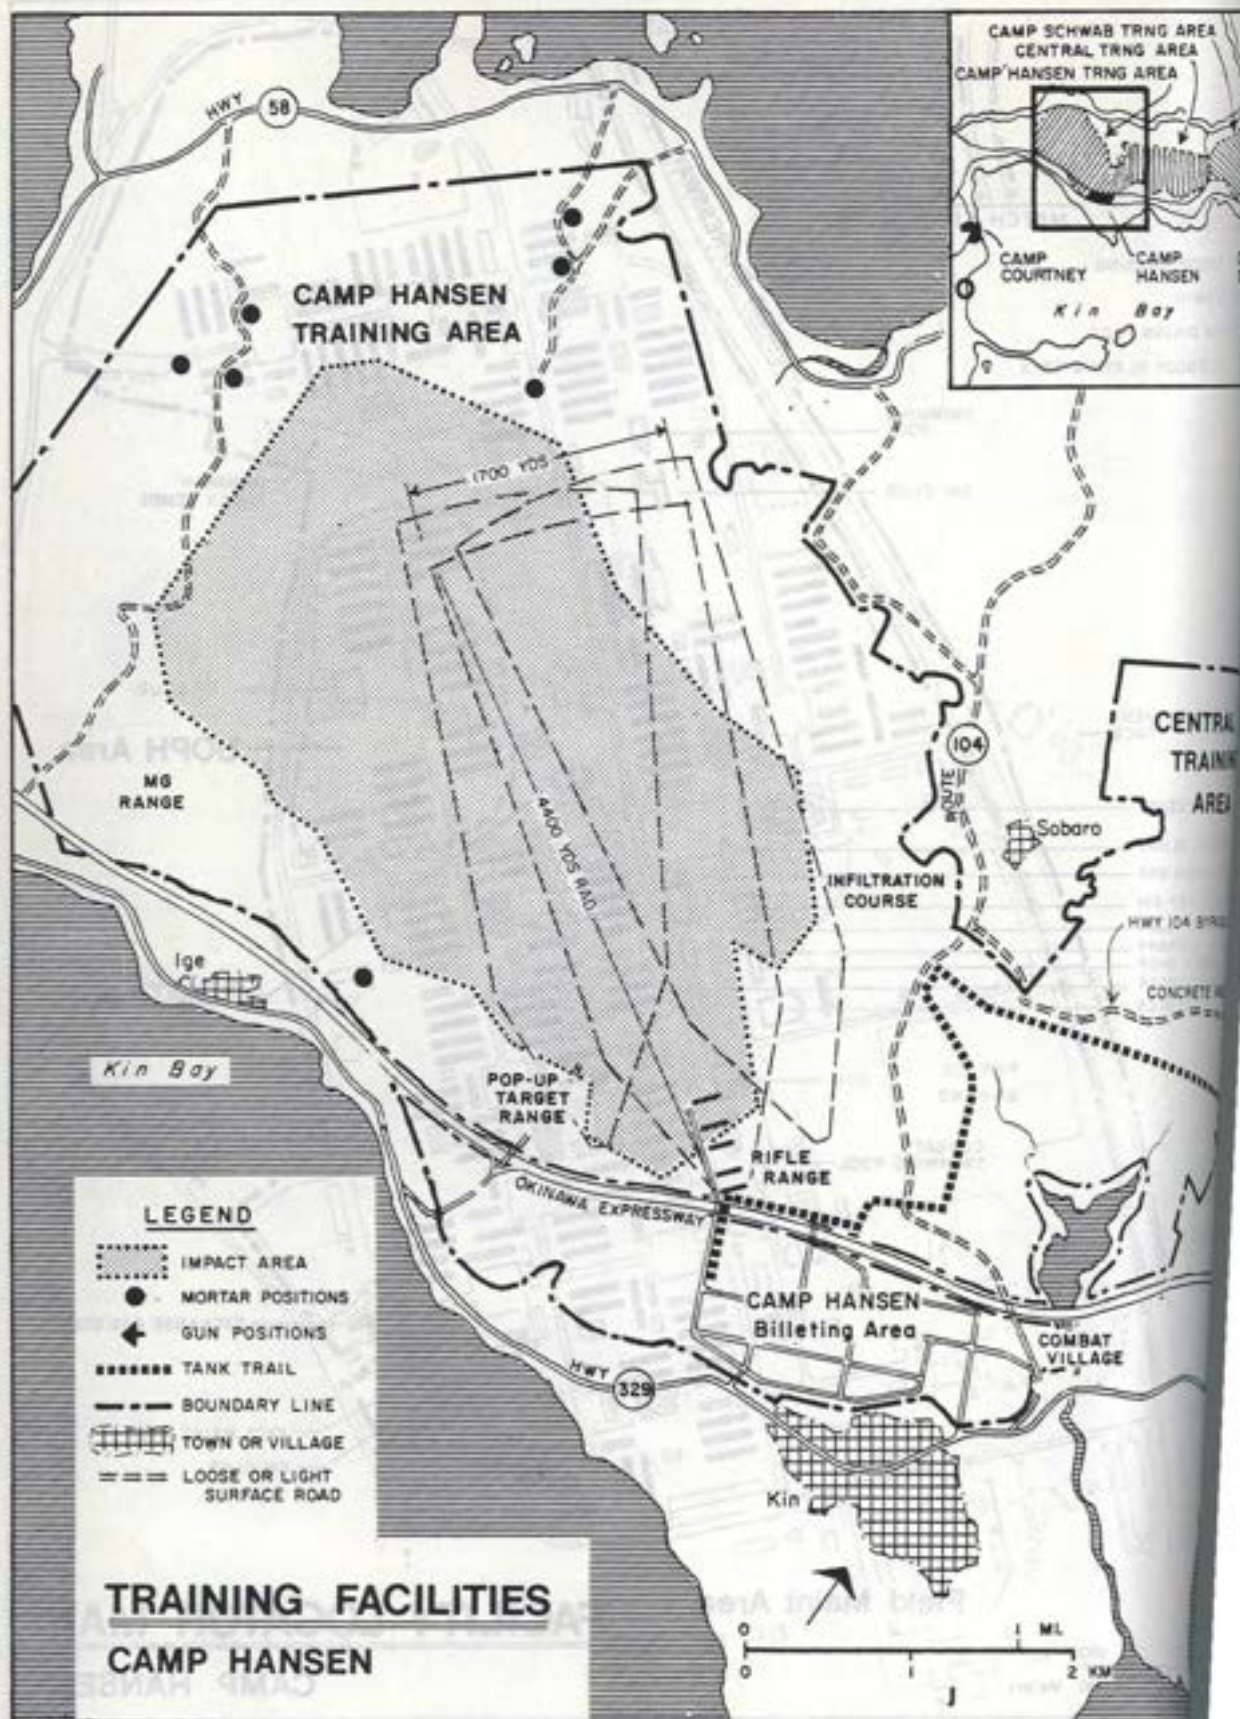 CAMP SCHWAB TRNG AREA
CENTRAL TRNG AREA
CAMP HANSEN TRNG AREA
CAMP
COURTNEY
CAMP
HANSEN
Kin Bay
HWY
58
CAMP HANSEN
TRAINING AREA
1700 YDS
4400 YDS RAD.
MG
RANGE
104
ROUTE
Sobaro
CENTRAL
AREA
INFILTRATION
COURSE
HWY 104
CONCRETE
Ige
Kin Bay
POP-UP
TARGET
RANGE
RIFLE
RANGE
OKINAWA EXPRESSWAY
CAMP HANSEN
Billeting Area
COMBAT
VILLAGE
HWY
329
Kin
LEGEND
IMPACT AREA
MORTAR POSITIONS
GUN POSITIONS
TANK TRAIL
BOUNDARY LINE
TOWN OR VILLAGE
LOOSE OR LIGHT
SURFACE ROAD
TRAINING FACILITIES
CAMP HANSEN
0 1 MI.
0 1 2 KM
J